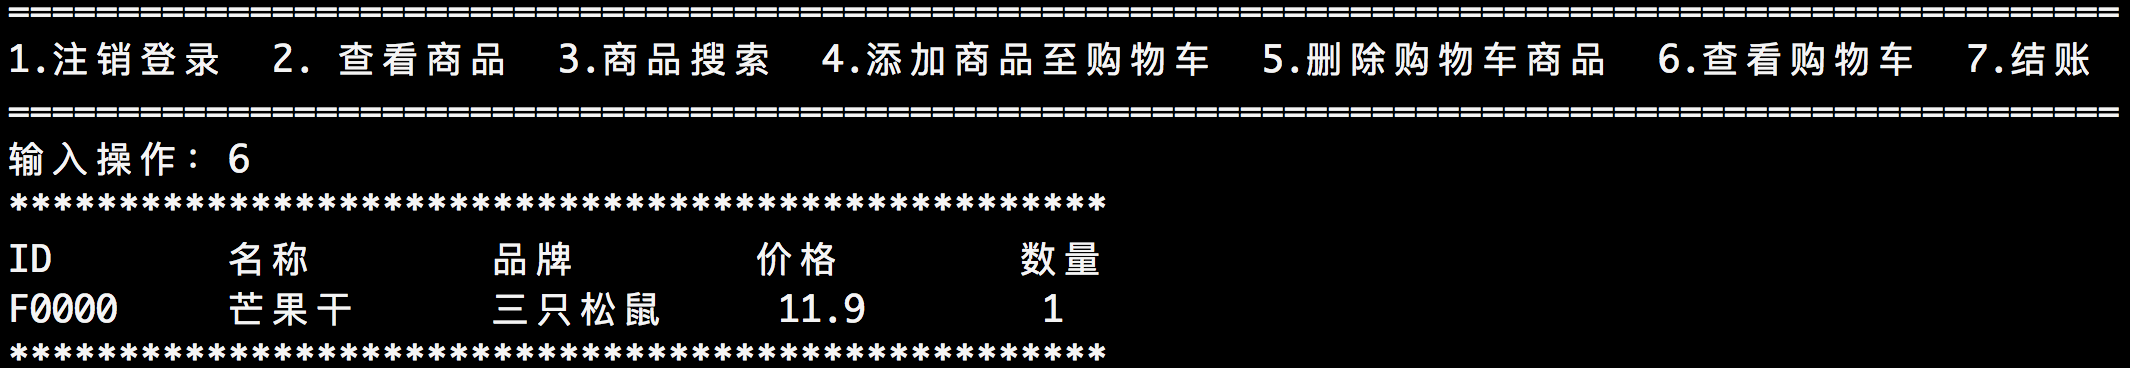 ================================================================================================
1.注销登录  2. 查看商品  3.商品搜索  4.添加商品至购物车  5.删除购物车商品  6.查看购物车  7.结账
================================================================================================
输入操作：6
**************************************************
ID        名称        品牌        价格        数量
F0000     芒果干      三只松鼠     11.9        1
**************************************************